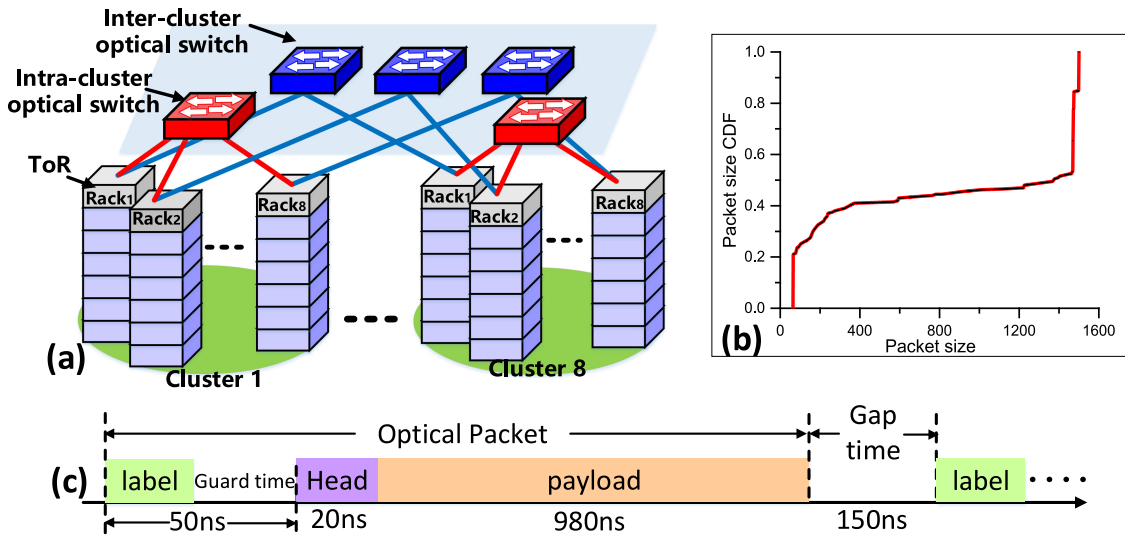 Inter-cluster
optical switch
Intra-cluster
optical switch
ToR
Rack1
Rack2
Rack8
Rack1
Rack2
Rack8
(a)
Cluster 1
Cluster 8
1.0
0.8
0.6
0.4
0.2
0.0
Packet size CDF
0 400 800 1200 1600
Packet size
(b)
Optical Packet
Gap
time
(c)
label Guard time Head payload label
50ns 20ns 980ns 150ns